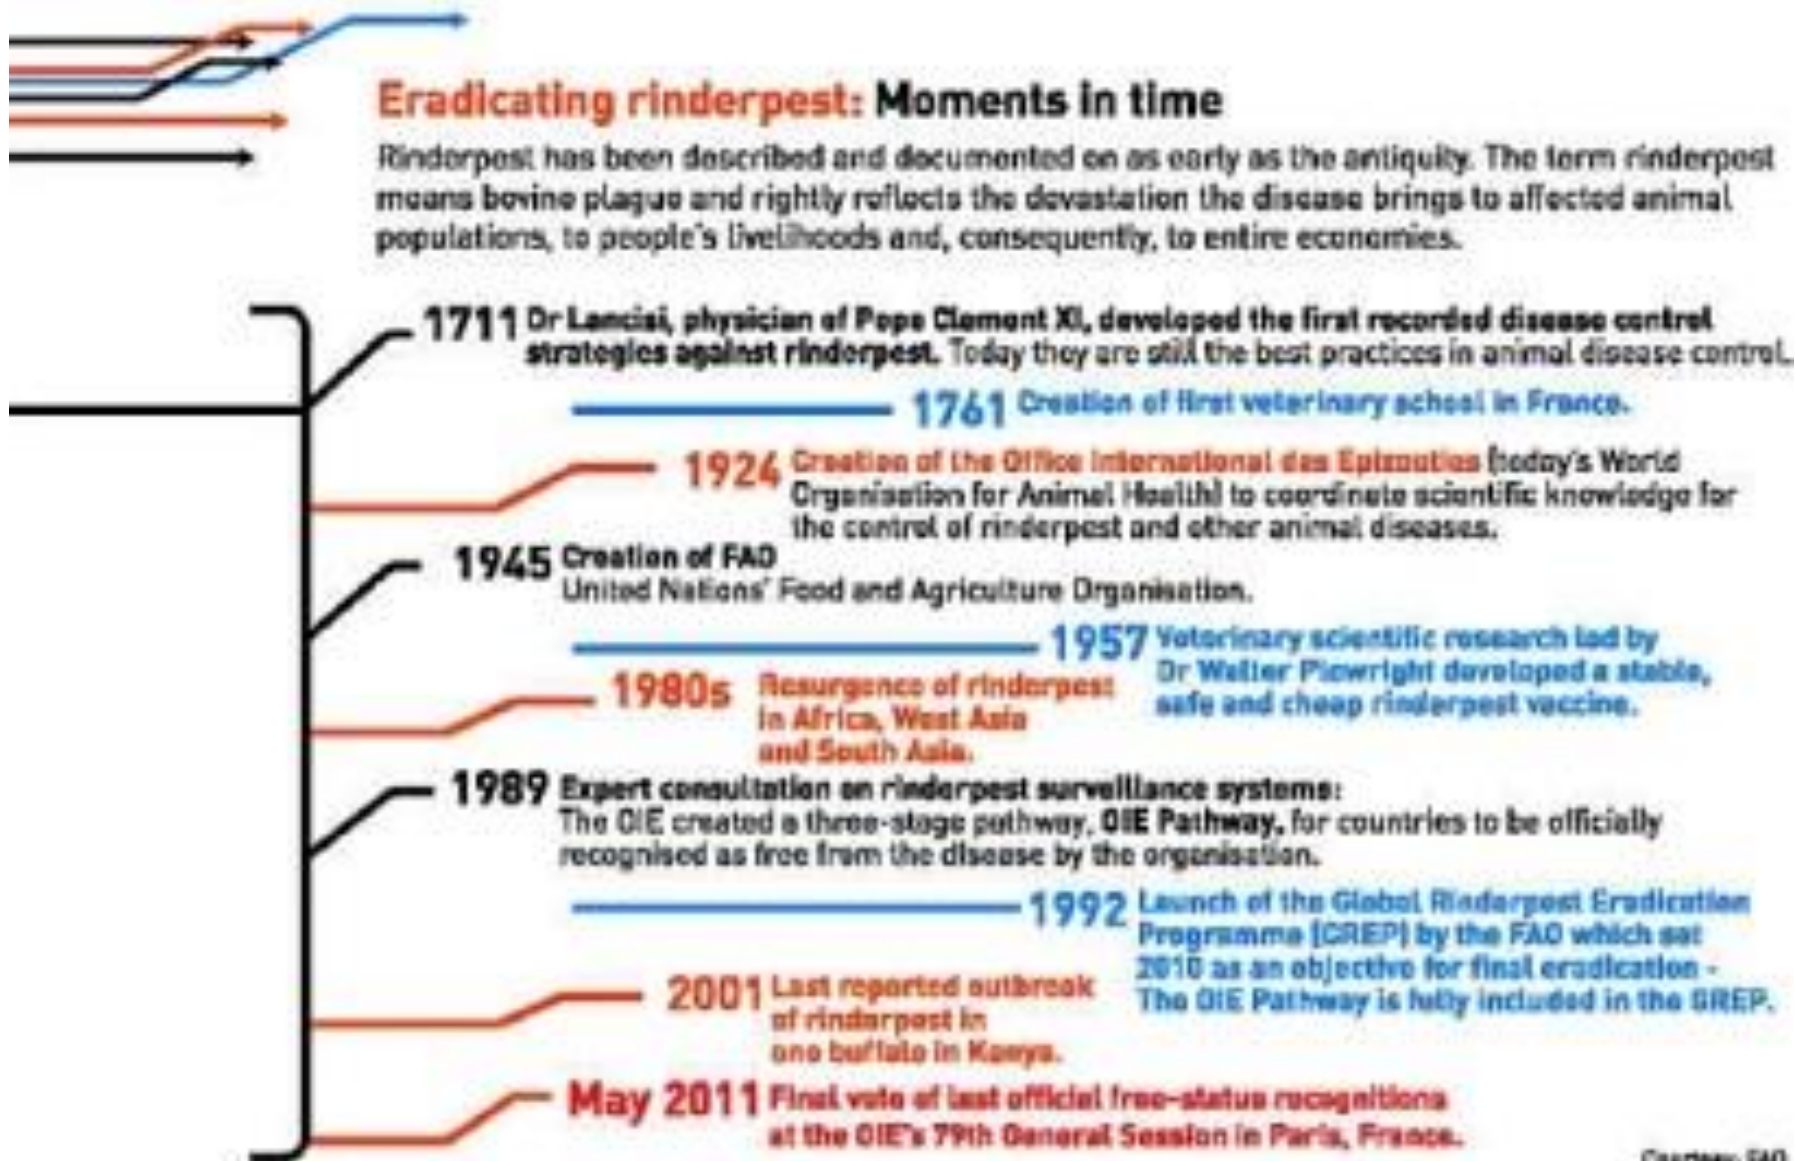 Eradicating rinderpest: Moments in time
Rinderpest has been described and documented on as early as the antiquity. The term rinderpest
means bovine plague and rightly reflects the devastation the disease brings to affected animal
populations, to people's livelihoods and, consequently, to entire economies.
1711 Dr Lancisi, physician of Pope Clement XI, developed the first recorded disease control
strategies against rinderpest. Today they are still the best practices in animal disease control.
1761 Creation of first veterinary school in France.
1924 Creation of the Office International des Epizooties (today's World
Organisation for Animal Health) to coordinate scientific knowledge for
the control of rinderpest and other animal diseases.
1945 Creation of FAO
United Nations' Food and Agriculture Organisation.
1957 Veterinary scientific research led by
Dr Walter Plowright developed a stable,
safe and cheap rinderpest vaccine.
1980s Resurgence of rinderpest
in Africa, West Asia
and South Asia.
1989 Expert consultation on rinderpest surveillance systems:
The OIE created a three-stage pathway, OIE Pathway, for countries to be officially
recognised as free from the disease by the organisation.
1992 Launch of the Global Rinderpest Eradication
Programme (GREP) by the FAO which set
2010 as an objective for final eradication -
The OIE Pathway is fully included in the GREP.
2001 Last reported outbreak
of rinderpest in
one buffalo in Kenya.
May 2011 Final vote of last official free-status recognitions
at the OIE's 79th General Session in Paris, France.
Courtesy: FAO